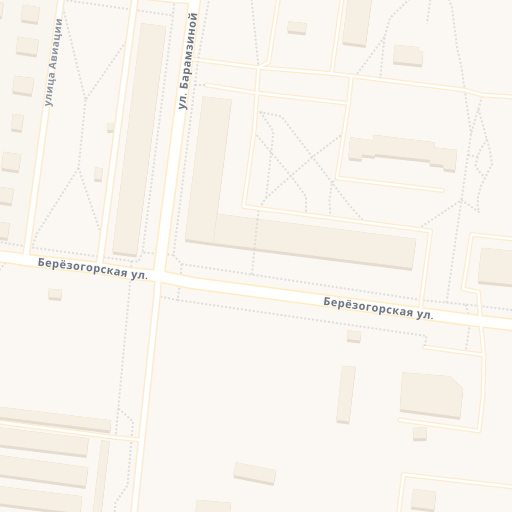 улица Авиации
ул. Барамзиной
Берёзогорская ул.
Берёзогорская ул.